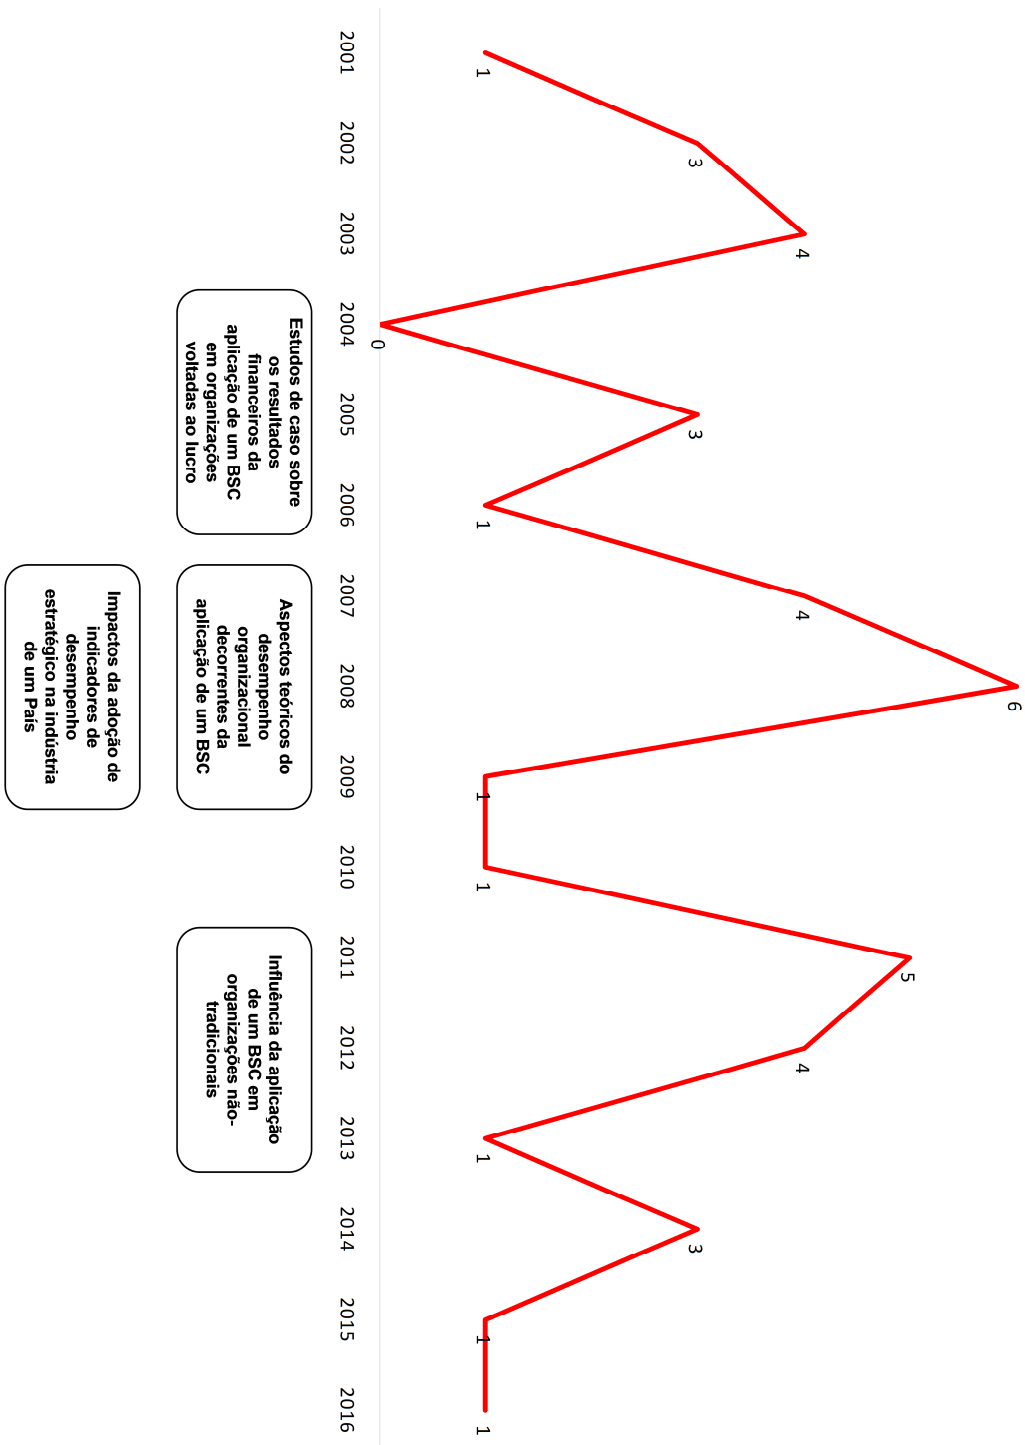 6
5
4
4
4
3
3
3
1
1
1
1
1
1
1
0
2001
2002
2003
2004
2005
2006
2007
2008
2009
2010
2011
2012
2013
2014
2015
2016
Estudos de caso sobre
os resultados
financeiros da
aplicação de um BSC
em organizações
voltadas ao lucro
Aspectos teóricos do
desempenho
organizacional
decorrentes da
aplicação de um BSC
Influência da aplicação
de um BSC em
organizações não-
tradicionais
Impactos da adoção de
indicadores de
desempenho
estratégico na indústria
de um País